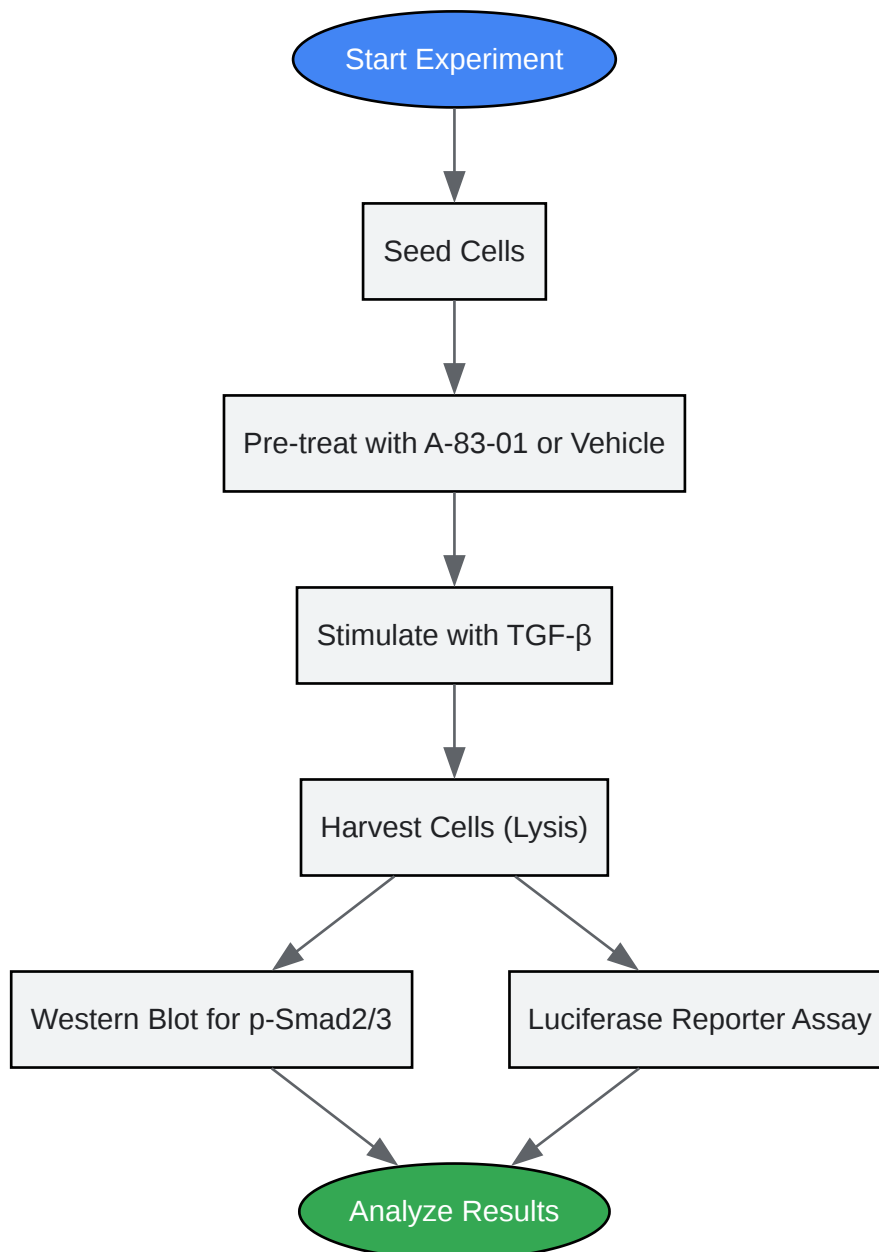 Start Experiment
Seed Cells
Pre-treat with A-83-01 or Vehicle
Stimulate with TGF-β
Harvest Cells (Lysis)
Western Blot for p-Smad2/3
Luciferase Reporter Assay
Analyze Results